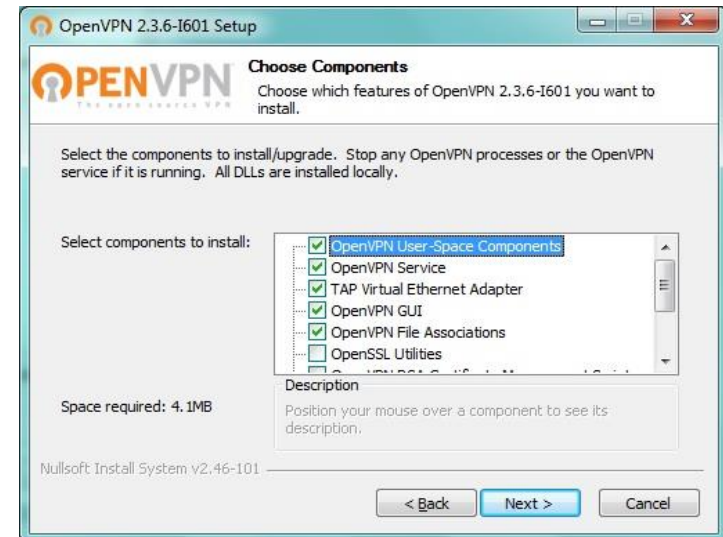 OpenVPN 2.3.6-I601 Setup
OPENVPN
The open source VPN
Choose Components
Choose which features of OpenVPN 2.3.6-I601 you want to
install.
Select the components to install/upgrade. Stop any OpenVPN processes or the OpenVPN
service if it is running. All DLLs are installed locally.
Select components to install:
OpenVPN User-Space Components
OpenVPN Service
TAP Virtual Ethernet Adapter
OpenVPN GUI
OpenVPN File Associations
OpenSSL Utilities
Space required: 4.1MB
Description
Position your mouse over a component to see its
description.
Nullsoft Install System v2.46-101
< Back
Next >
Cancel